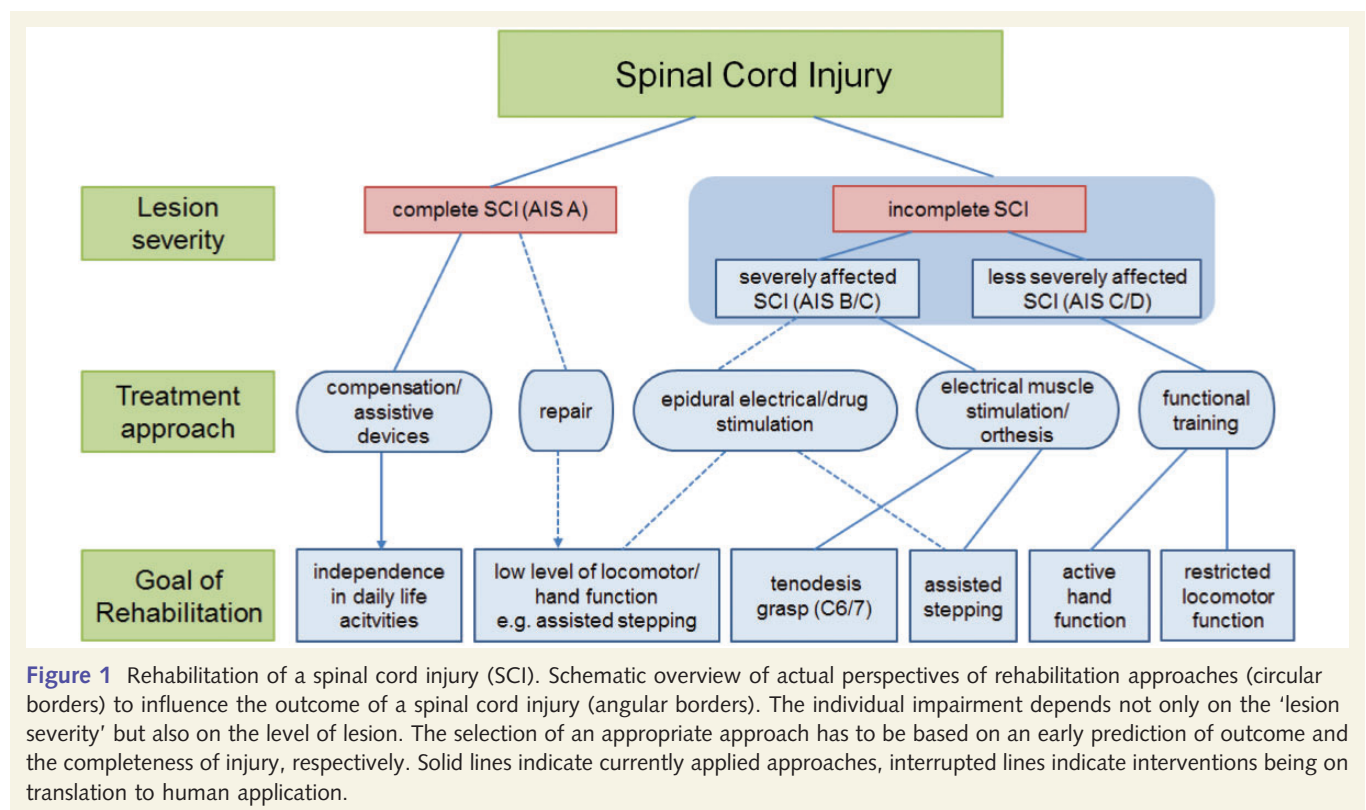 Spinal Cord Injury
Lesion
severity
complete SCI (AIS A)
incomplete SCI
severely affected
SCI (AIS B/C)
less severely affected
SCI (AIS C/D)
Treatment
approach
compensation/
assistive
devices
repair
epidural electrical/drug
stimulation
electrical muscle
stimulation/
orthesis
functional
training
Goal of
Rehabilitation
independence
in daily life
acitvities
low level of locomotor/
hand function
e.g. assisted stepping
tenodesis
grasp (C6/7)
assisted
stepping
active
hand
function
restricted
locomotor
function
Figure 1 Rehabilitation of a spinal cord injury (SCI). Schematic overview of actual perspectives of rehabilitation approaches (circular
borders) to influence the outcome of a spinal cord injury (angular borders). The individual impairment depends not only on the ‘lesion
severity’ but also on the level of lesion. The selection of an appropriate approach has to be based on an early prediction of outcome and
the completeness of injury, respectively. Solid lines indicate currently applied approaches, interrupted lines indicate interventions being on
translation to human application.